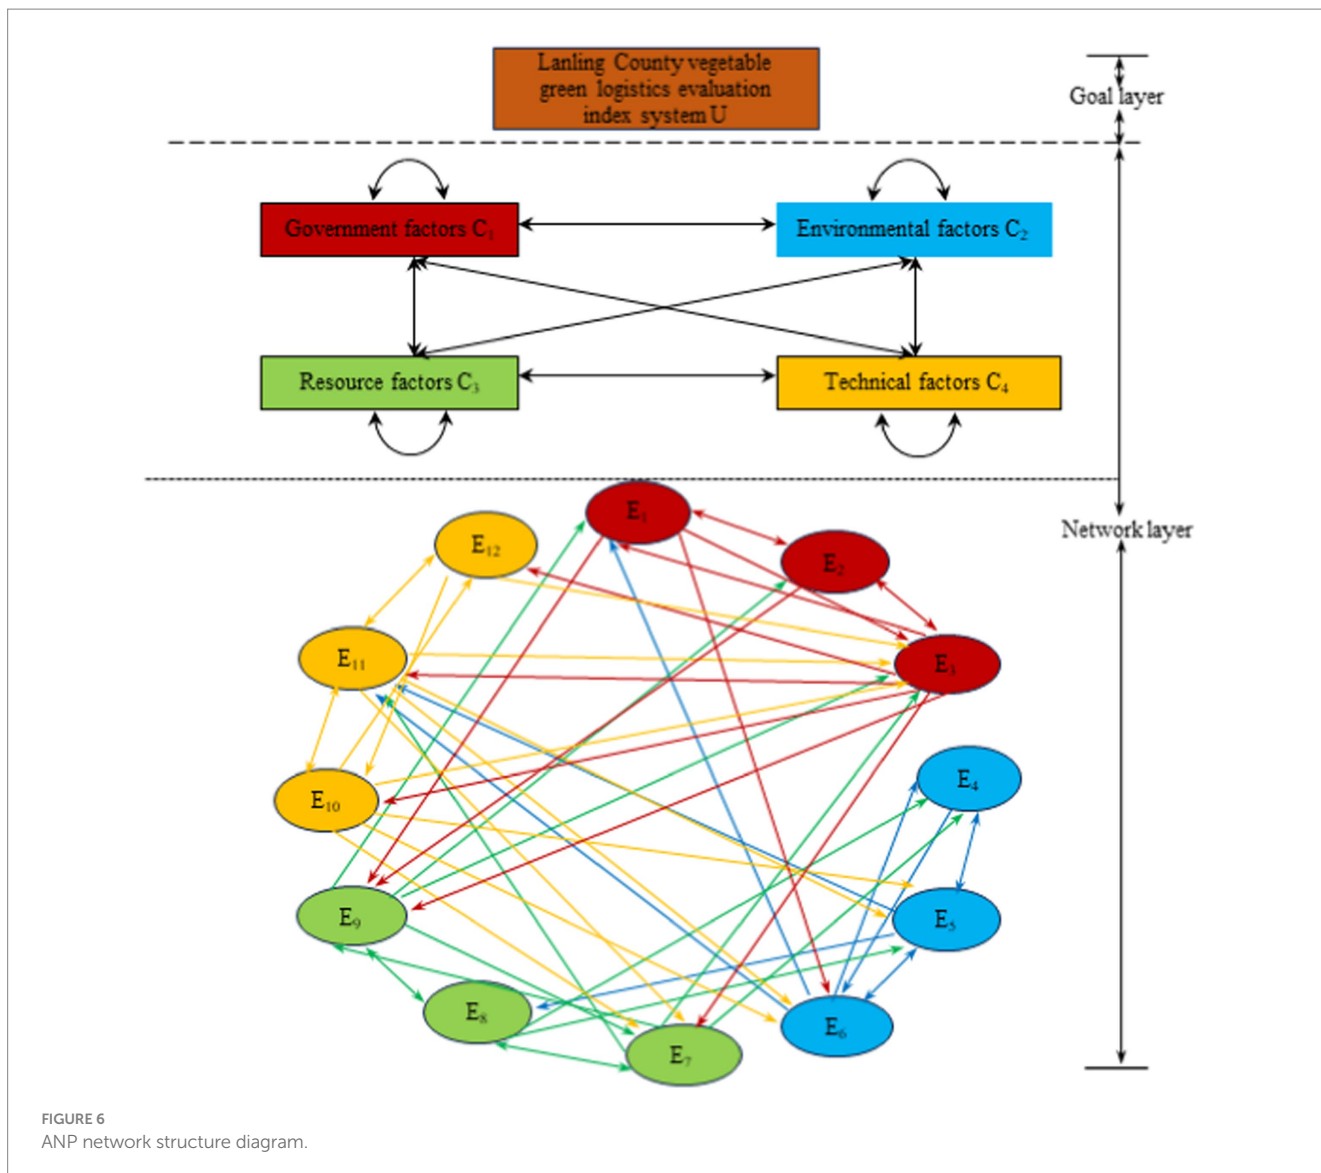 Lanling County vegetable
green logistics evaluation
index system U
Goal layer
Government factors C₁
Environmental factors C₂
Resource factors C₃
Technical factors C₄
Network layer
E₁
E₂
E₃
E₄
E₅
E₆
E₇
E₈
E₉
E₁₀
E₁₁
E₁₂
FIGURE 6
ANP network structure diagram.